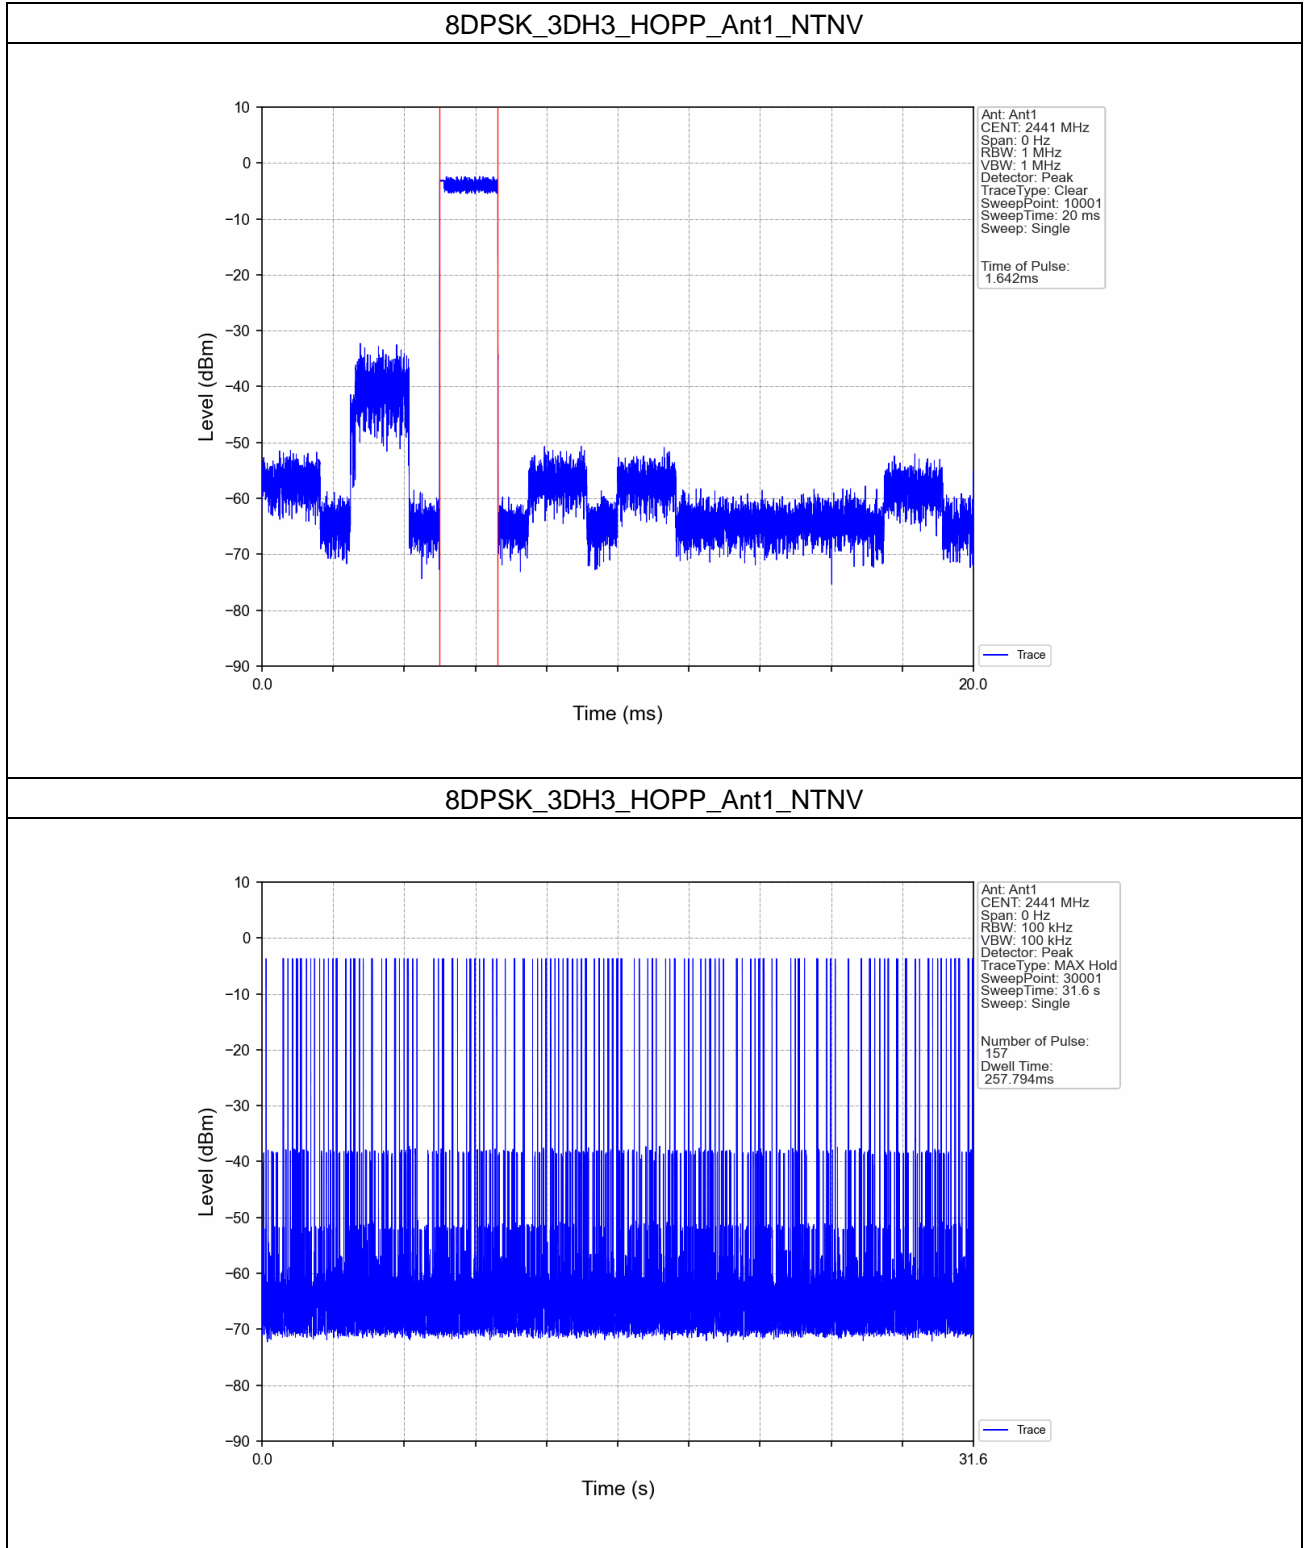 8DPSK_3DH3_HOPP_Ant1_NTNV
10
0
−10
−20
−30
−40
−50
−60
−70
−80
−90
Level (dBm)
0.0
20.0
Time (ms)
Ant: Ant1
CENT: 2441 MHz
Span: 0 Hz
RBW: 1 MHz
VBW: 1 MHz
Detector: Peak
TraceType: Clear
SweepPoint: 10001
SweepTime: 20 ms
Sweep: Single
Time of Pulse:
1.642ms
Trace
8DPSK_3DH3_HOPP_Ant1_NTNV
10
0
−10
−20
−30
−40
−50
−60
−70
−80
−90
Level (dBm)
0.0
31.6
Time (s)
Ant: Ant1
CENT: 2441 MHz
Span: 0 Hz
RBW: 100 kHz
VBW: 100 kHz
Detector: Peak
TraceType: MAX Hold
SweepPoint: 30001
SweepTime: 31.6 s
Sweep: Single
Number of Pulse:
157
Dwell Time:
257.794ms
Trace